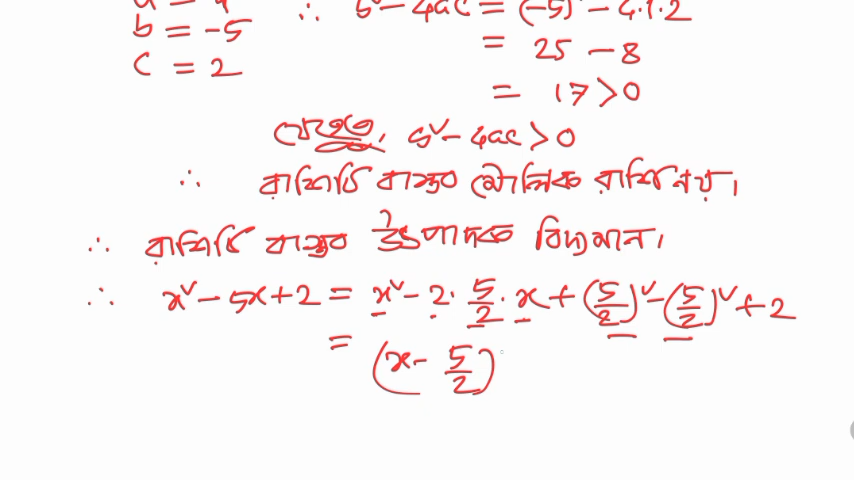 a = 1 ∴ b² - 4ac = (-5)² - 4.1.2
b = -5 = 25 - 8
c = 2 = 17 > 0
যেহেতু, b² - 4ac > 0
∴ রাশিটি বাস্তব মৌলিক রাশি নয়।
∴ রাশিটি বাস্তব উৎপাদক বিদ্যমান।
∴ x² - 5x + 2 = x² - 2. 5/2 . x + (5/2)² - (5/2)² + 2
= (x - 5/2)